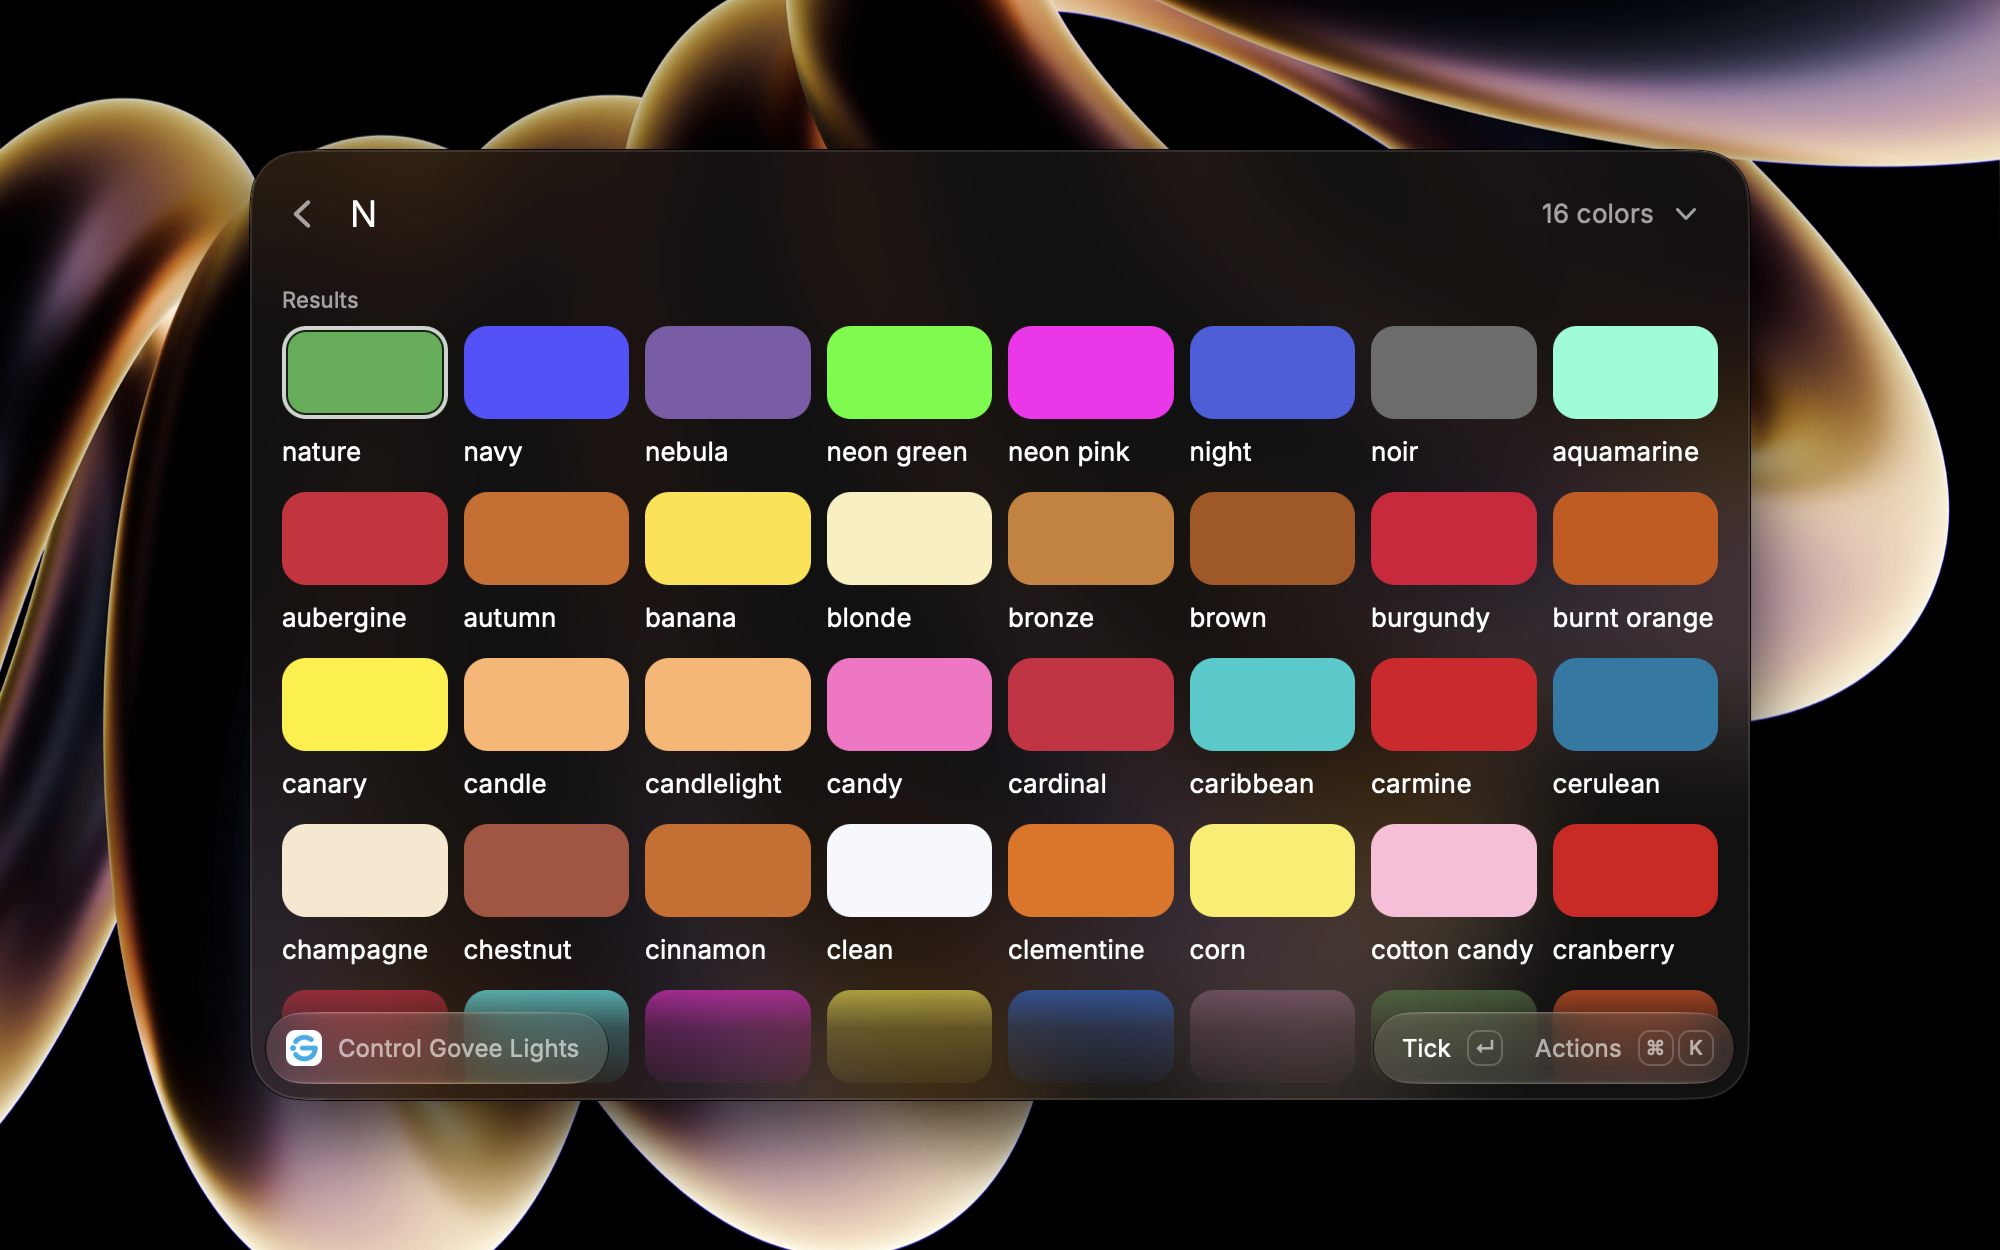 N
16 colors
Results
nature navy nebula neon green neon pink night noir aquamarine
aubergine autumn banana blonde bronze brown burgundy burnt orange
canary candle candlelight candy cardinal caribbean carmine cerulean
champagne chestnut cinnamon clean clementine corn cotton candy cranberry
Control Govee Lights
Tick ↵ Actions ⌘ K